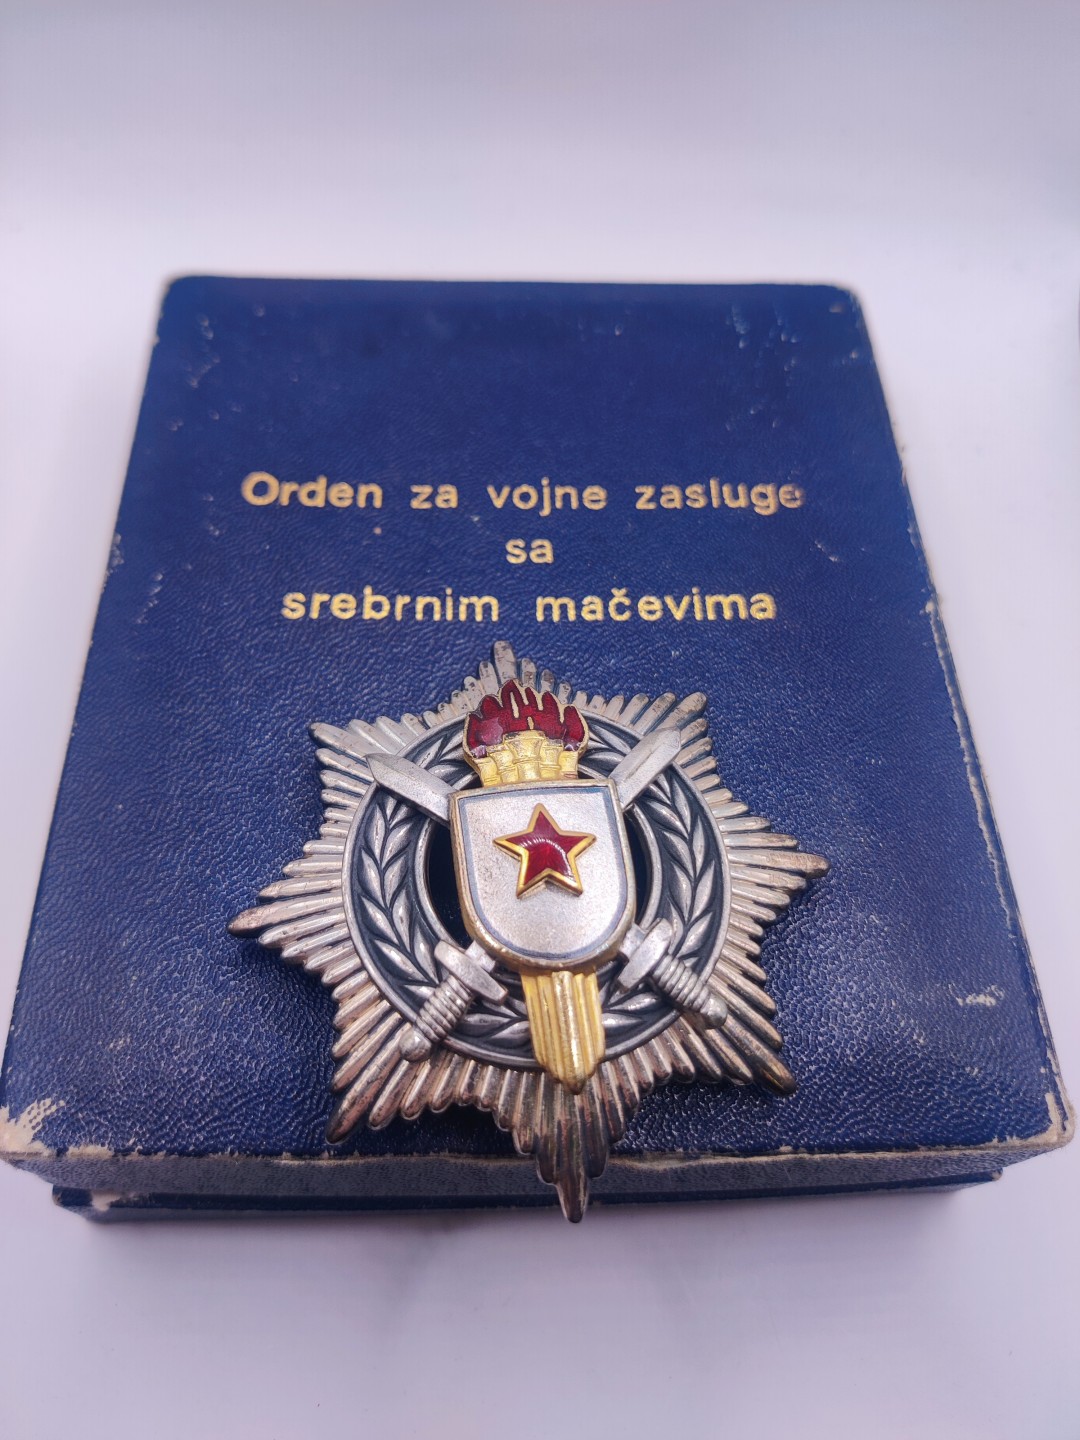 Orden za vojne zasluge
sa
srebrnim mačevima